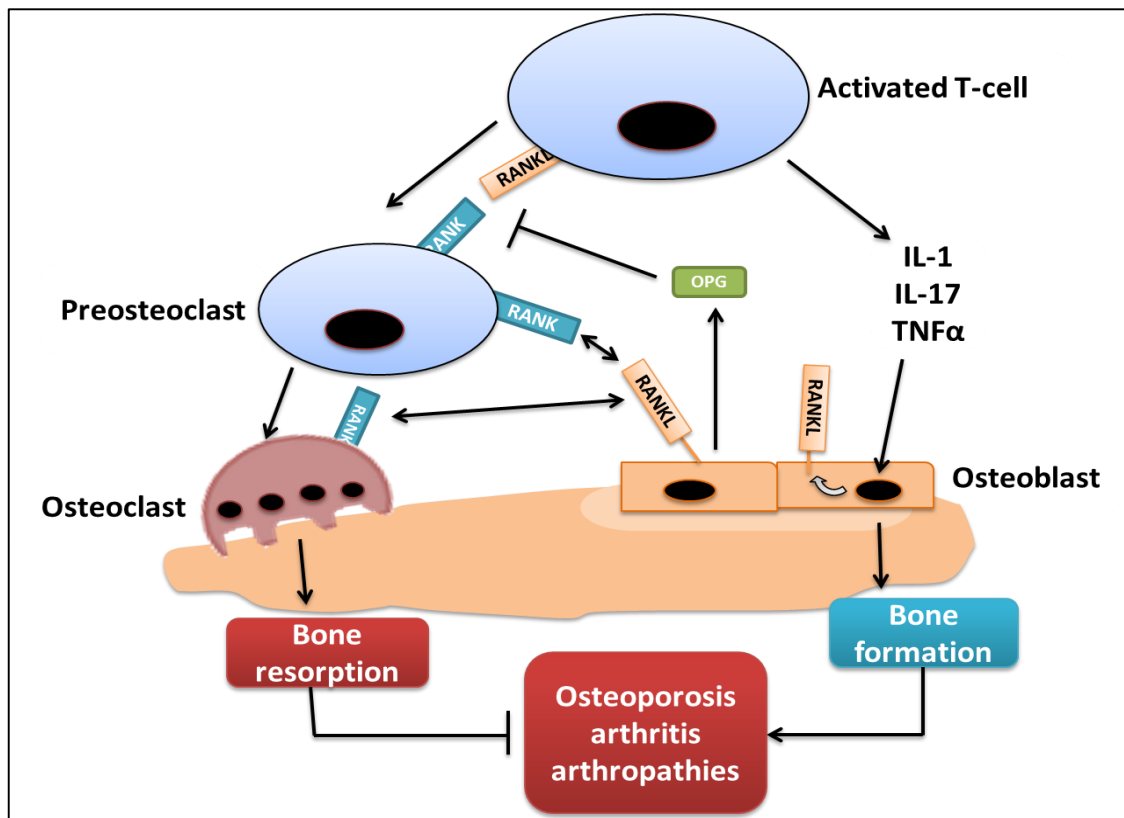 Activated T-cell
RANKL
RANK
IL-1
IL-17
TNFα
OPG
Preosteoclast
RANK
RANKL
RANKL
RANK
Osteoclast
Osteoblast
Bone
resorption
Bone
formation
Osteoporosis
arthritis
arthropathies